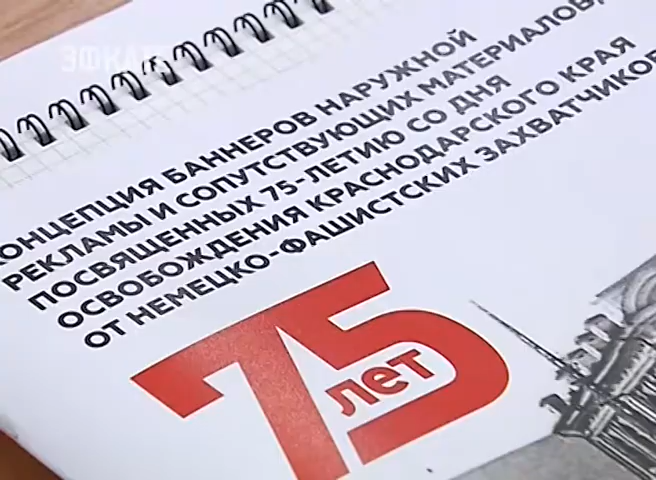 КОНЦЕПЦИЯ БАННЕРОВ НАРУЖНОЙ
РЕКЛАМЫ И СОПУТСТВУЮЩИХ МАТЕРИАЛОВ,
ПОСВЯЩЕННЫХ 75-ЛЕТИЮ СО ДНЯ
ОСВОБОЖДЕНИЯ КРАСНОДАРСКОГО КРАЯ
ОТ НЕМЕЦКО-ФАШИСТСКИХ ЗАХВАТЧИКОВ
75
лет